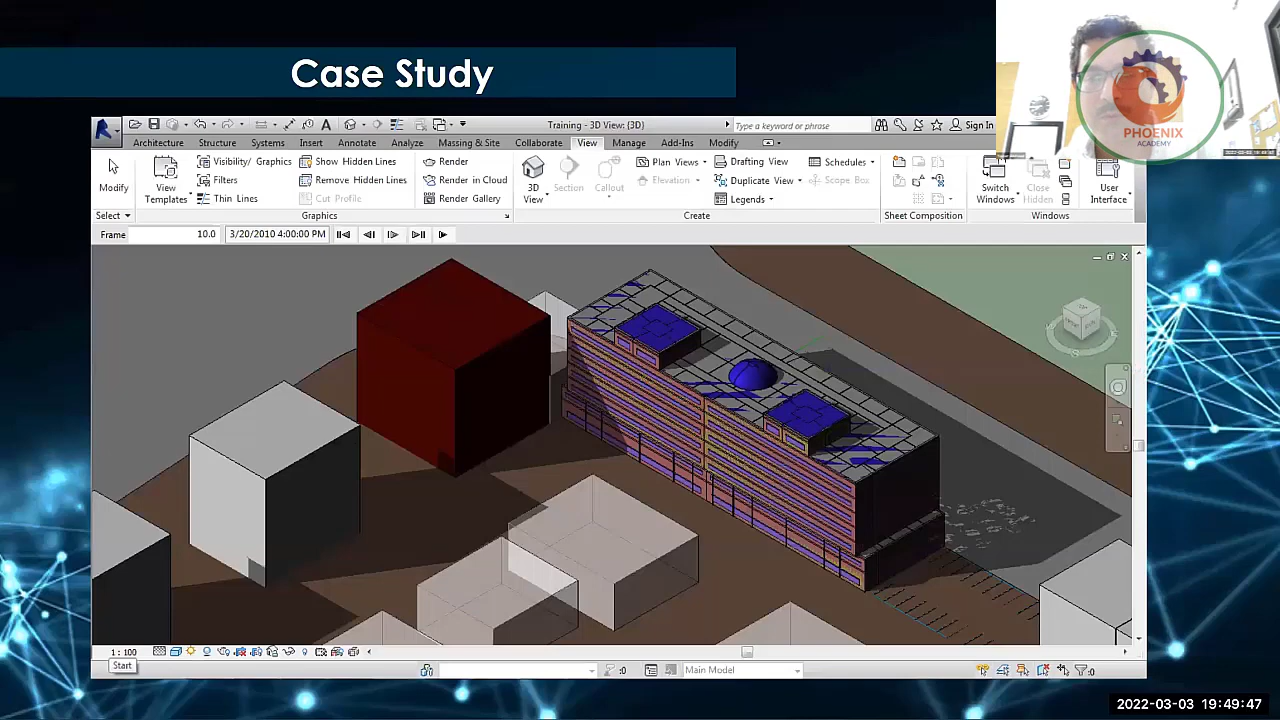 Case Study
PHOENIX
ACADEMY
Training - 3D View: {3D}
Type a keyword or phrase
Sign In
Architecture Structure Systems Insert Annotate Analyze Massing & Site Collaborate View Manage Add-Ins Modify
Modify
View
Templates
Visibility/ Graphics
Filters
Thin Lines
Show Hidden Lines
Remove Hidden Lines
Cut Profile
Render
Render in Cloud
Render Gallery
3D
View
Section
Callout
Plan Views
Elevation
Drafting View
Duplicate View
Legends
Schedules
Scope Box
Switch
Windows
Close
Hidden
User
Interface
Select
Graphics
Create
Sheet Composition
Windows
Frame 10.0 3/20/2010 4:00:00 PM
1 : 100
Start
:0
Main Model
:0
2022-03-03 19:49:47